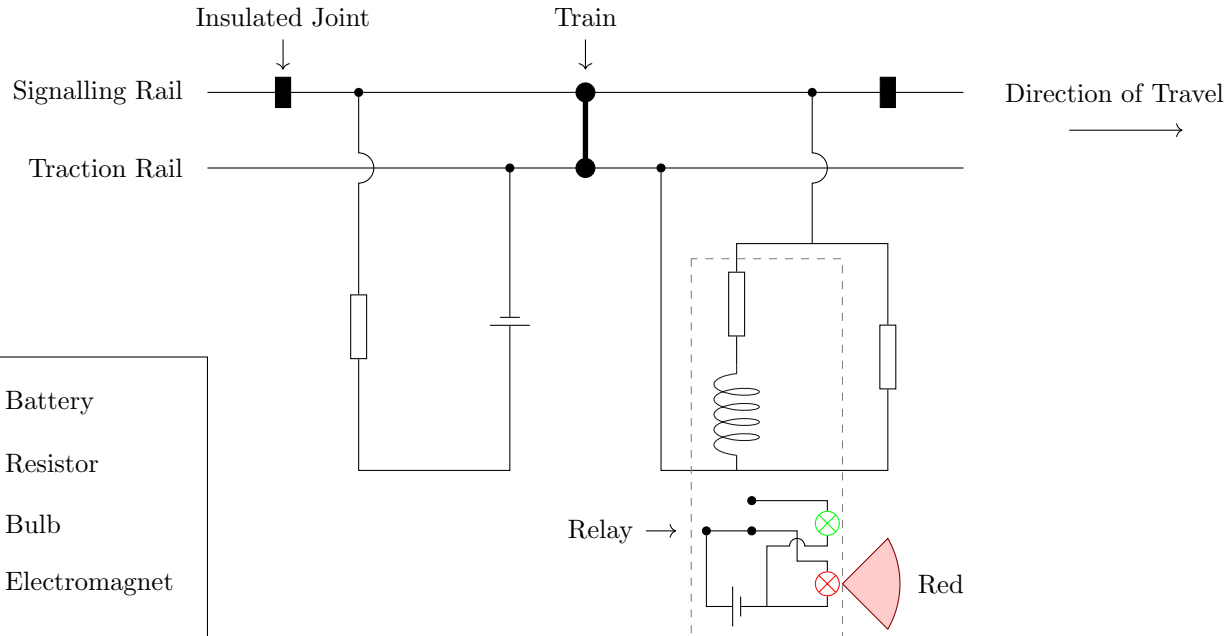 Insulated Joint
Train
Signalling Rail
Direction of Travel
Traction Rail
Battery
Resistor
Bulb
Electromagnet
Relay
Red